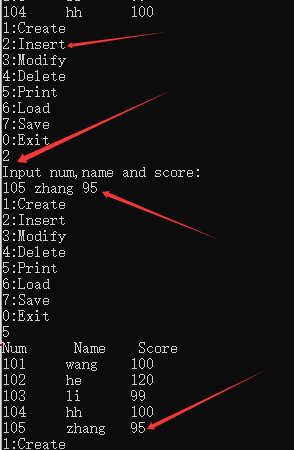 104 hh 100
1:Create
2:Insert
3:Modify
4:Delete
5:Print
6:Load
7:Save
0:Exit
2
Input num,name and score:
105 zhang 95
1:Create
2:Insert
3:Modify
4:Delete
5:Print
6:Load
7:Save
0:Exit
5
Num Name Score
101 wang 100
102 he 120
103 li 99
104 hh 100
105 zhang 95
1:Create